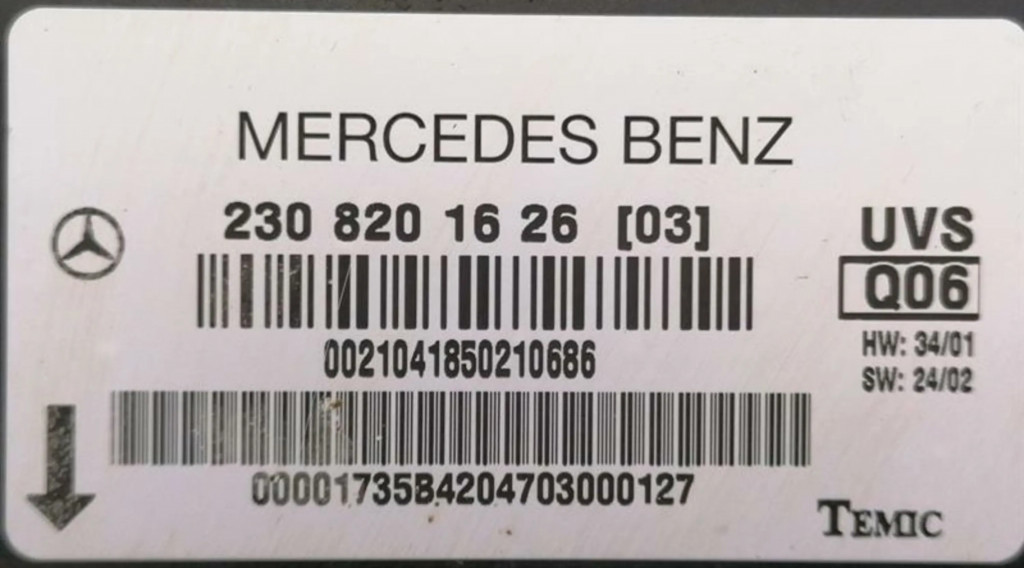 MERCEDES BENZ
230 820 16 26 [03]
UVS
Q06
HW: 34/01
SW: 24/02
0021041850210686
00001735B4204703000127
TEMIC